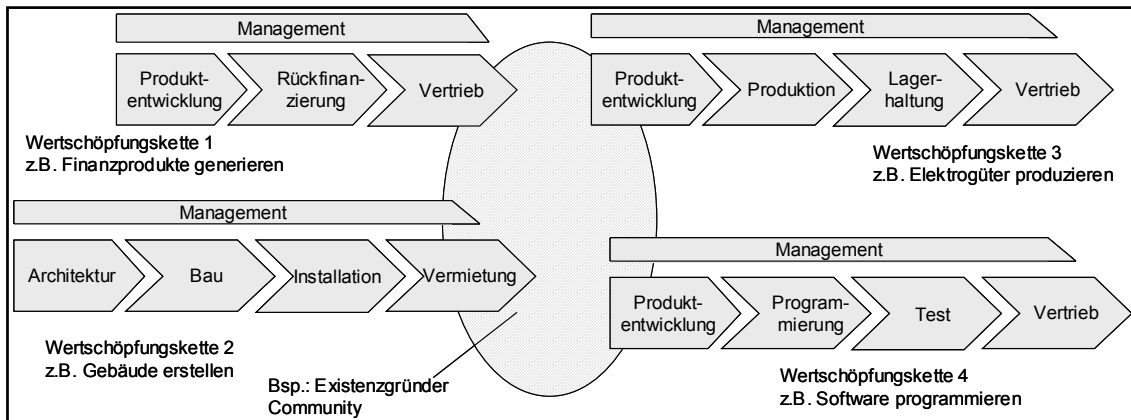 Management
Produkt-
entwicklung
Rückfinan-
zierung
Vertrieb
Wertschöpfungskette 1
z.B. Finanzprodukte generieren
Management
Produkt-
entwicklung
Produktion
Lager-
haltung
Vertrieb
Wertschöpfungskette 3
z.B. Elektrogüter produzieren
Management
Architektur
Bau
Installation
Vermietung
Wertschöpfungskette 2
z.B. Gebäude erstellen
Bsp.: Existenzgründer
Community
Management
Produkt-
entwicklung
Program-
mierung
Test
Vertrieb
Wertschöpfungskette 4
z.B. Software programmieren